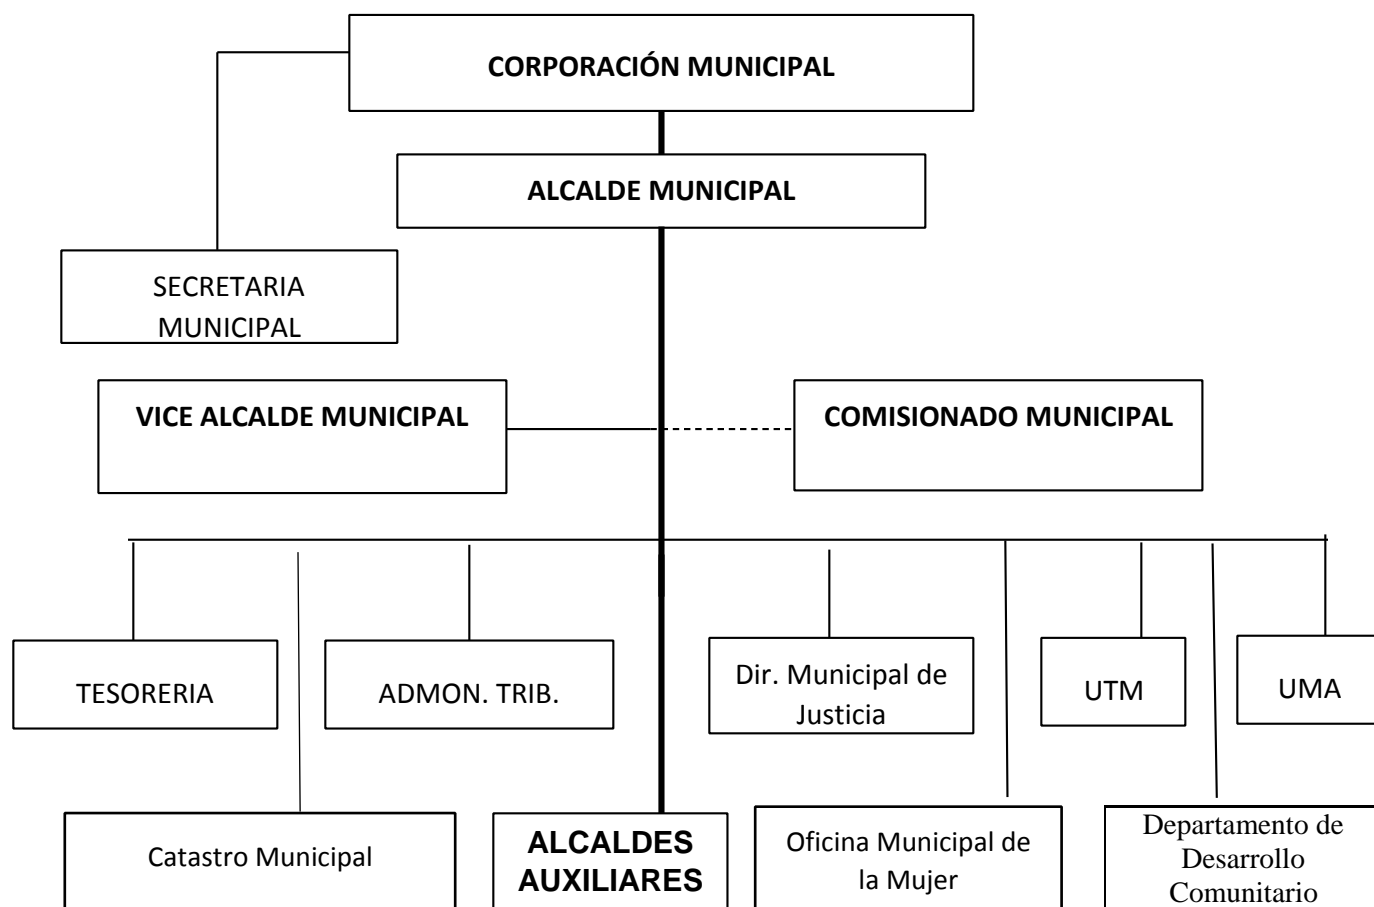 CORPORACIÓN MUNICIPAL
ALCALDE MUNICIPAL
SECRETARIA
MUNICIPAL
VICE ALCALDE MUNICIPAL
COMISIONADO MUNICIPAL
TESORERIA
ADMON. TRIB.
Dir. Municipal de
Justicia
UTM
UMA
Catastro Municipal
ALCALDES
AUXILIARES
Oficina Municipal de
la Mujer
Departamento de
Desarrollo
Comunitario